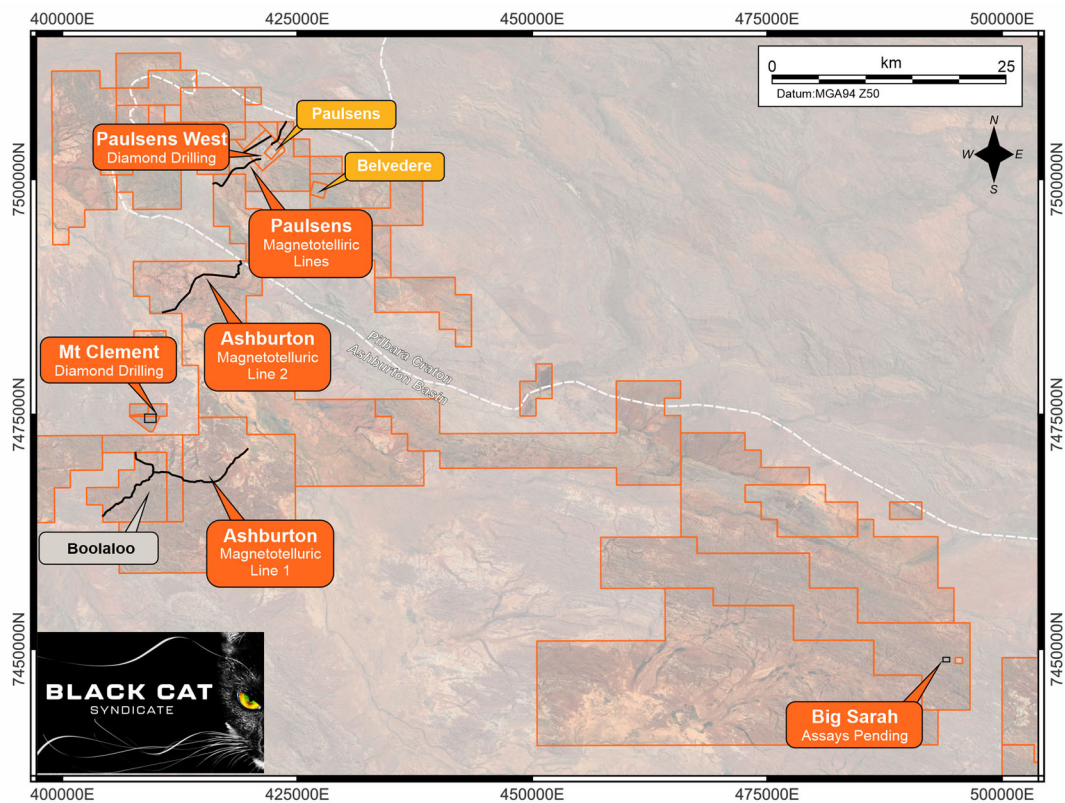 400000E
425000E
450000E
475000E
500000E
km
0
25
Datum:MGA94 Z50
N
W
E
S
Paulsens
Paulsens West
Diamond Drilling
Belvedere
7500000N
7500000N
Paulsens
Magnetotelliric
Lines
Ashburton
Magnetotelluric
Line 2
Mt Clement
Diamond Drilling
Pilbara Craton
Ashburton Basin
7475000N
7475000N
Boolaloo
Ashburton
Magnetotelluric
Line 1
7450000N
7450000N
BLACK CAT
SYNDICATE
Big Sarah
Assays Pending
400000E
425000E
450000E
475000E
500000E